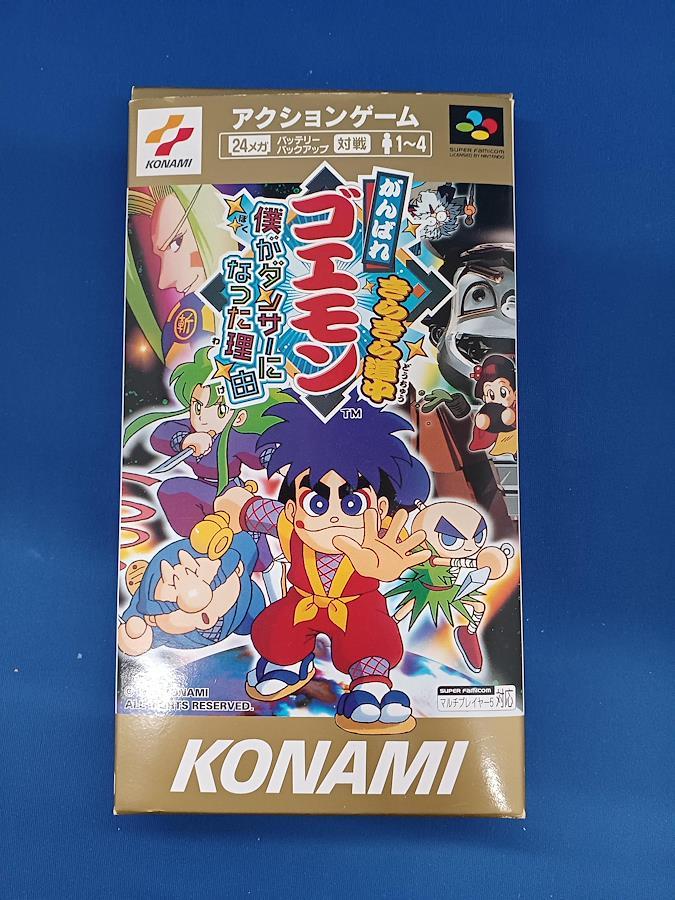 アクションゲーム
KONAMI
24メガ バッテリーバックアップ 対戦 1~4
SUPER FAMICOM
LICENSED BY NINTENDO
がんばれ
ゴエモン
きらきら道中
どうちゅう
僕がダンサーに
ぼく
なった理由
わけ
TM
斬
KONAMI
ALL RIGHTS RESERVED.
SUPER FAMICOM
マルチプレイヤー5 対応
KONAMI